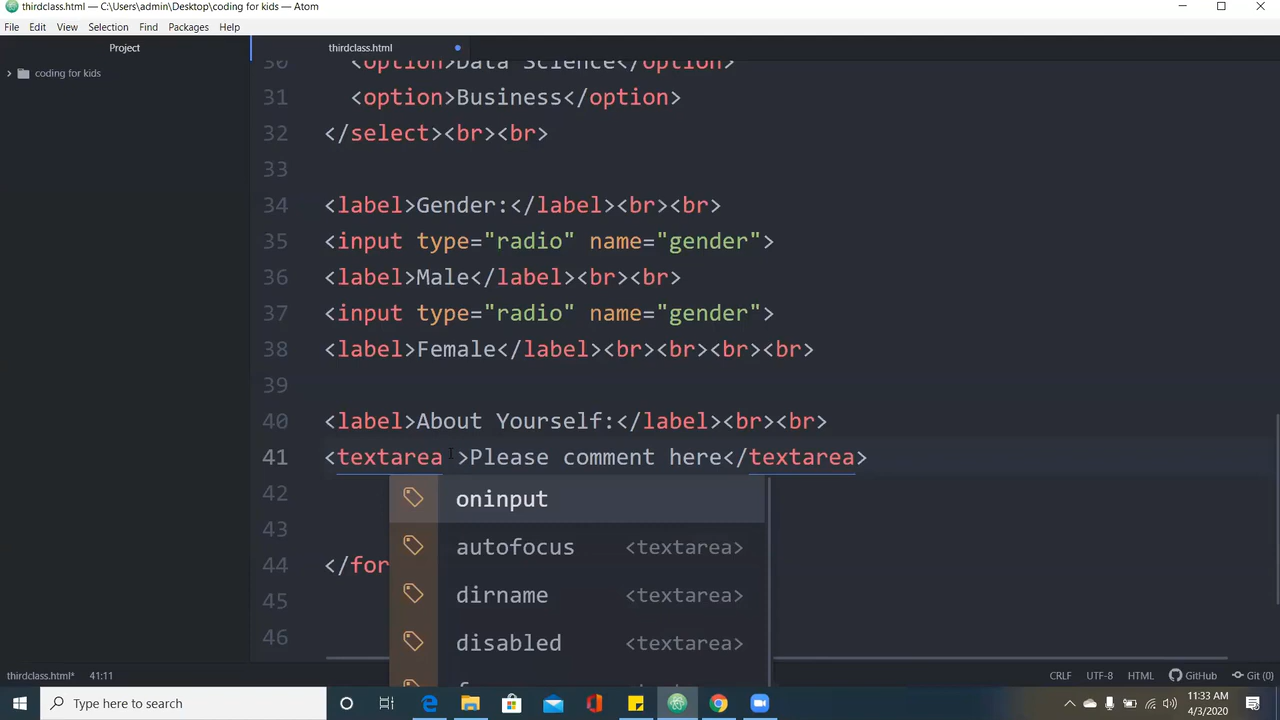 thirdclass.html — C:\Users\admin\Desktop\coding for kids — Atom
File Edit View Selection Find Packages Help
Project
thirdclass.html
coding for kids
30 <option>Data Science</option>
31 <option>Business</option>
32 </select><br><br>
33
34 <label>Gender:</label><br><br>
35 <input type="radio" name="gender">
36 <label>Male</label><br><br>
37 <input type="radio" name="gender">
38 <label>Female</label><br><br><br><br>
39
40 <label>About Yourself:</label><br><br>
41 <textarea >Please comment here</textarea>
42
43
44 </for
45
46
oninput
autofocus <textarea>
dirname <textarea>
disabled <textarea>
thirdclass.html* 41:11
CRLF UTF-8 HTML GitHub Git (0)
Type here to search
11:33 AM
4/3/2020